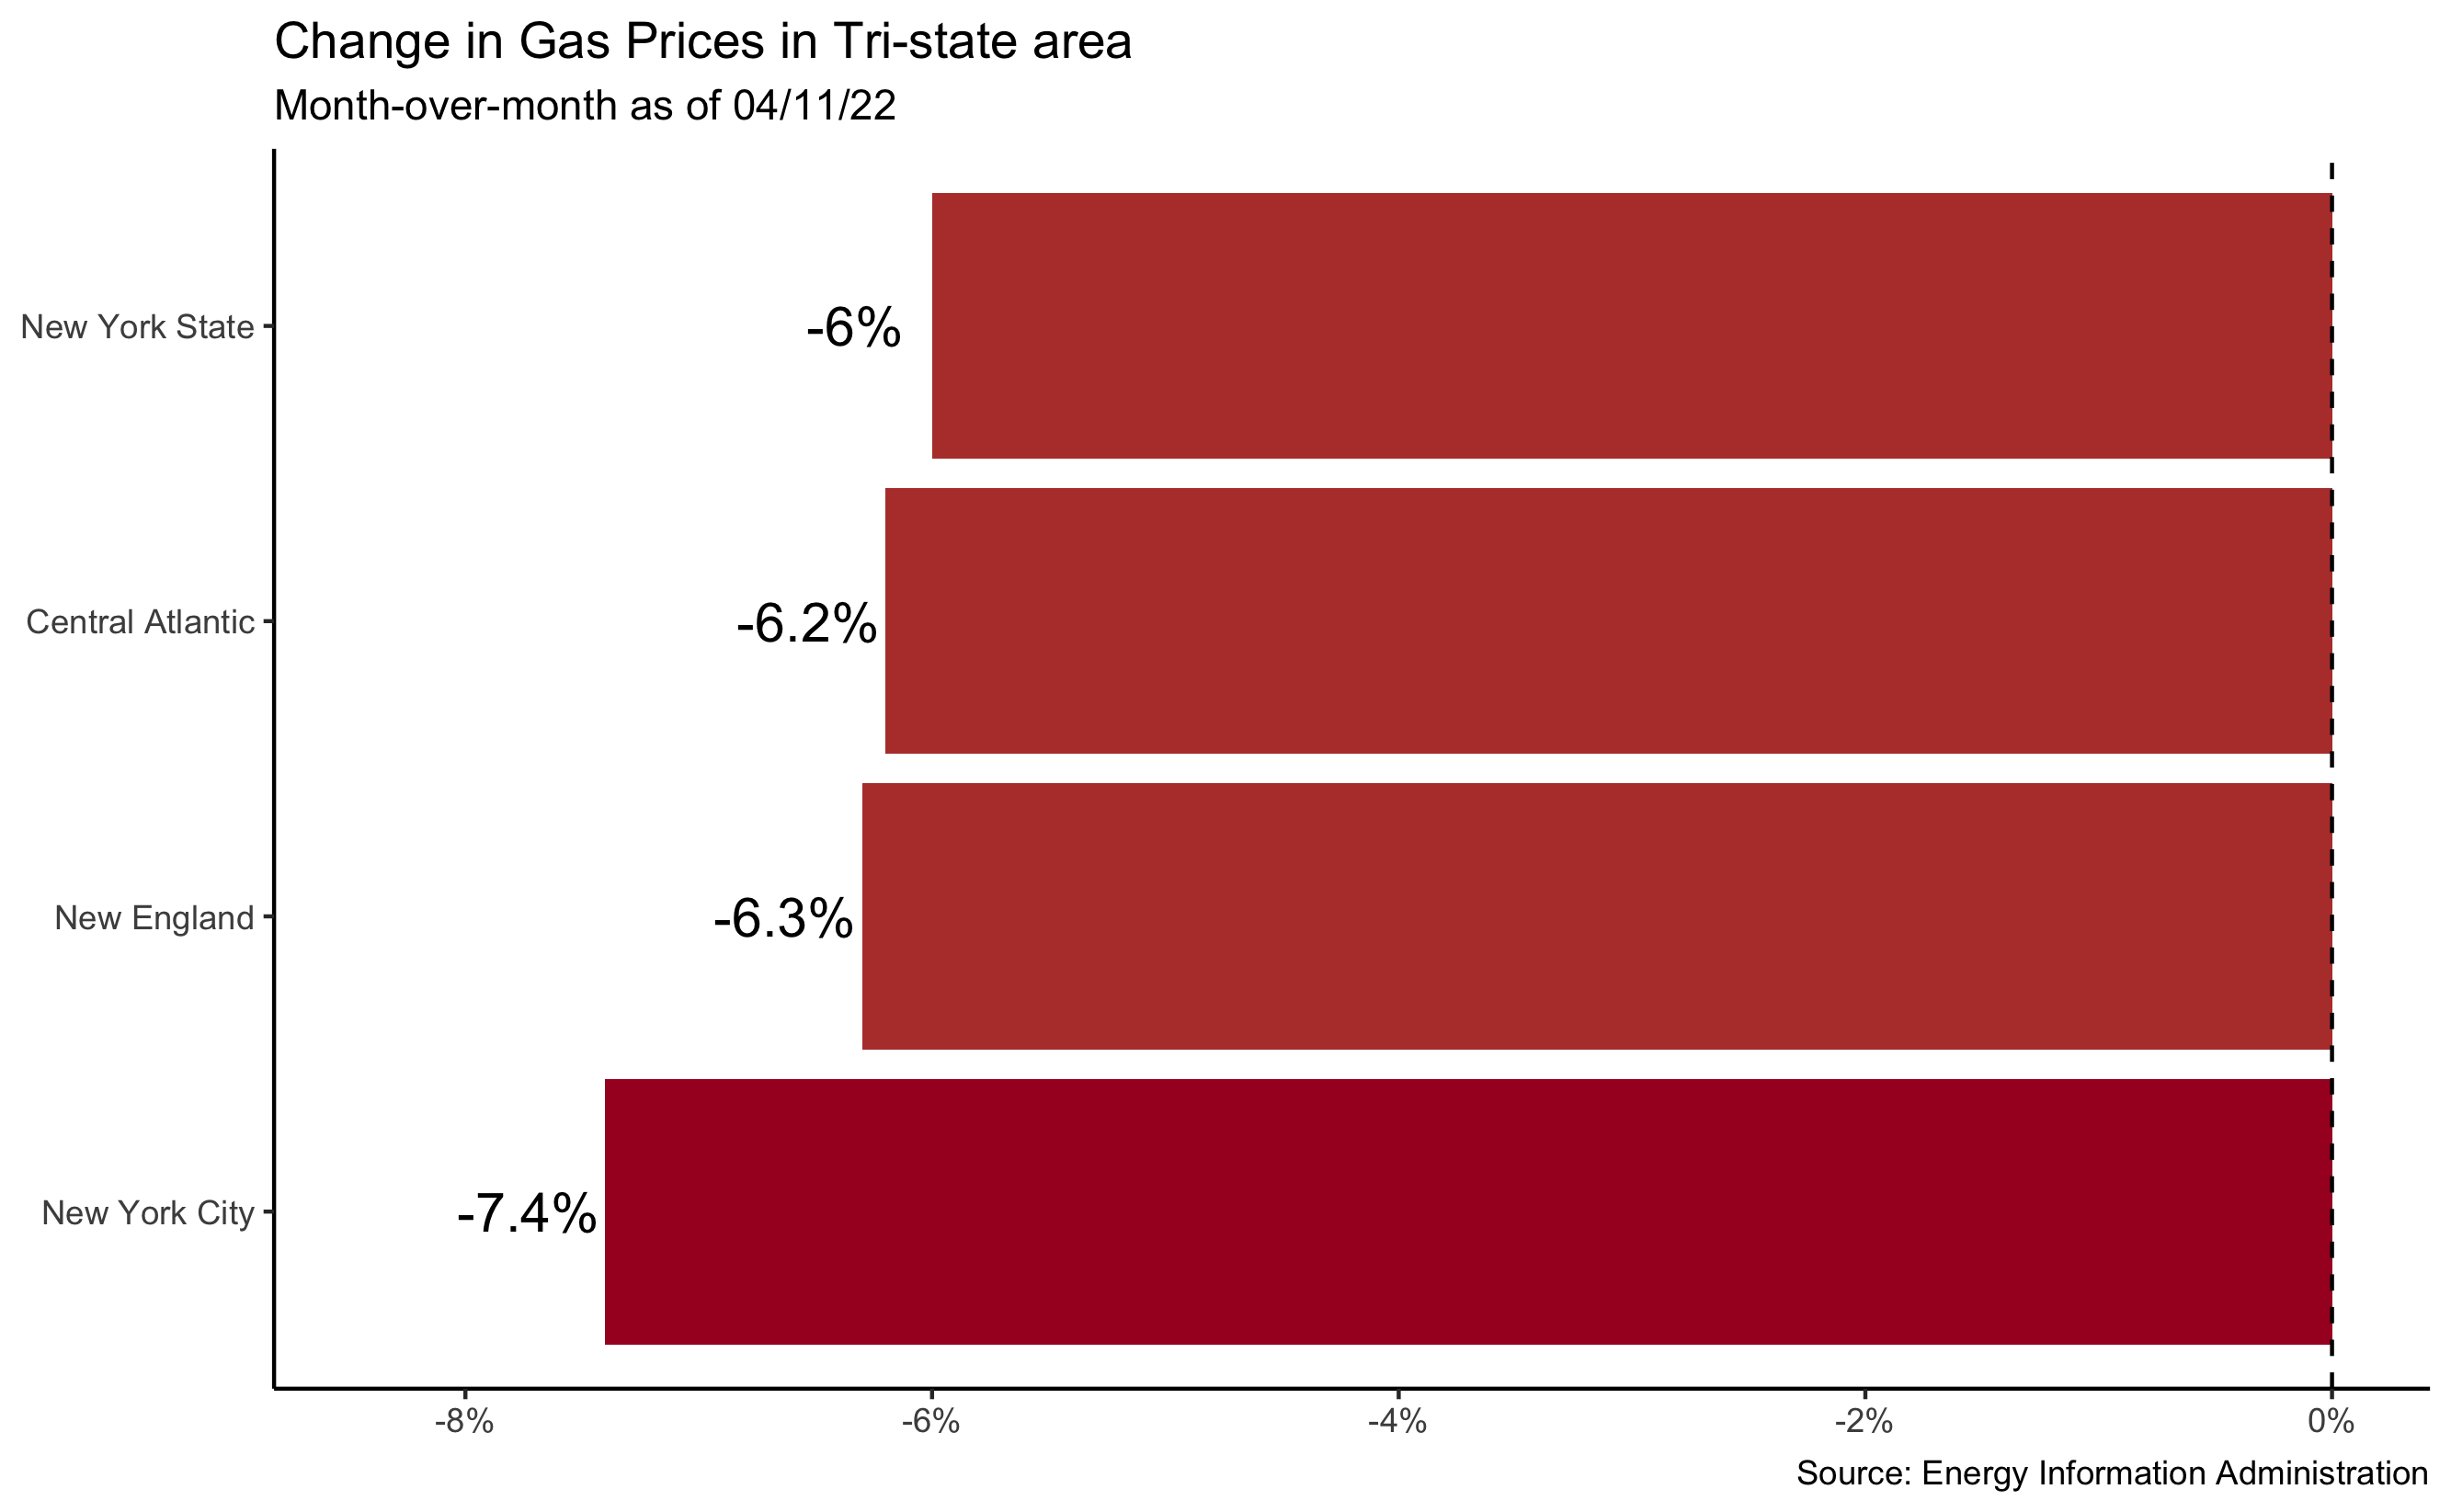 Change in Gas Prices in Tri-state area
Month-over-month as of 04/11/22
New York State
-6%
Central Atlantic
-6.2%
New England
-6.3%
New York City
-7.4%
-8%
-6%
-4%
-2%
0%
Source: Energy Information Administration